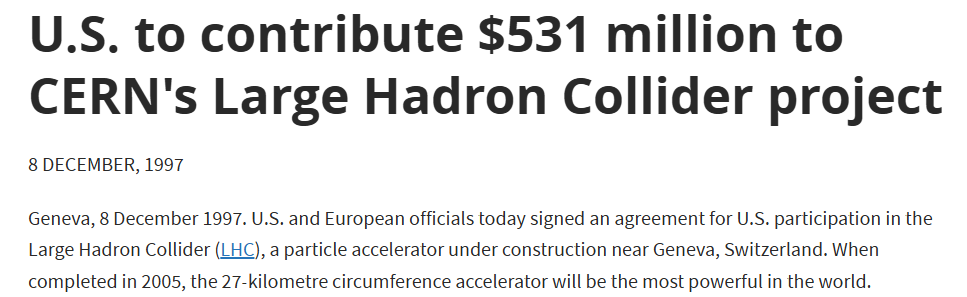 U.S. to contribute $531 million to
CERN's Large Hadron Collider project
8 DECEMBER, 1997
Geneva, 8 December 1997. U.S. and European officials today signed an agreement for U.S. participation in the
Large Hadron Collider (LHC), a particle accelerator under construction near Geneva, Switzerland. When
completed in 2005, the 27-kilometre circumference accelerator will be the most powerful in the world.